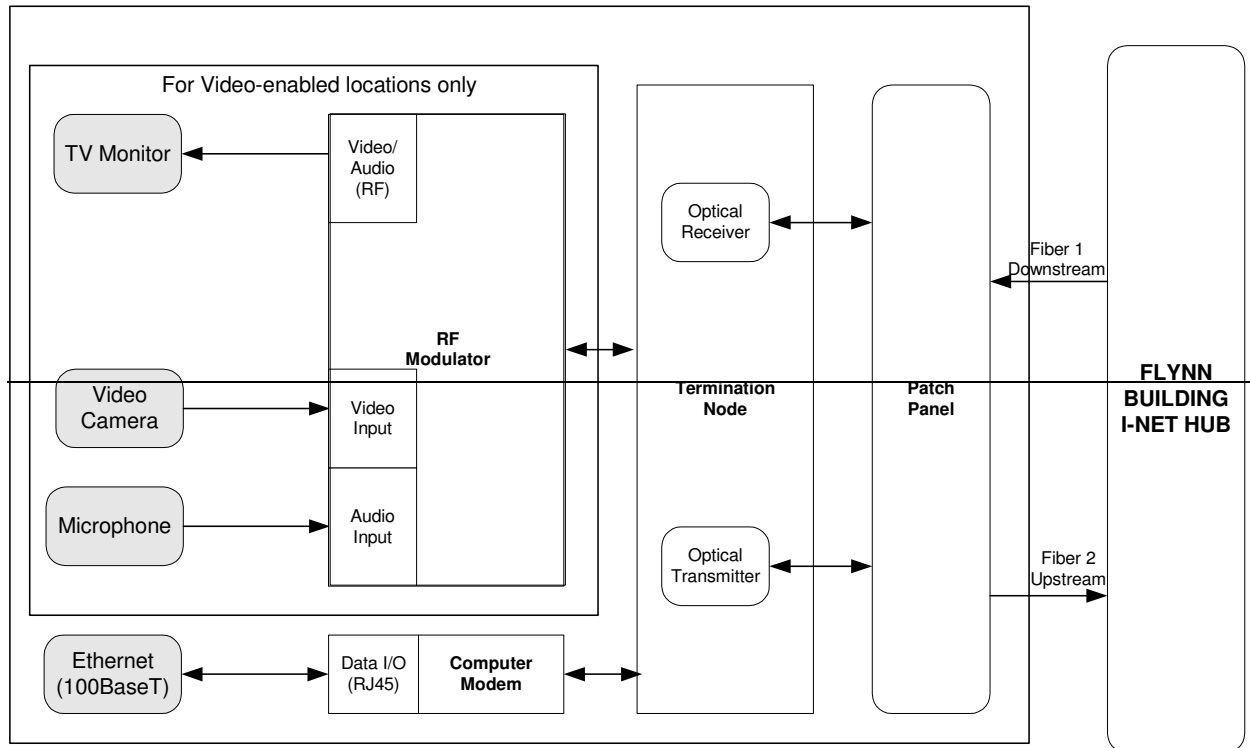 For Video-enabled locations only
TV Monitor
Video/
Audio
(RF)
RF
Modulator
Video
Camera
Video
Input
Microphone
Audio
Input
Ethernet
(100BaseT)
Data I/O
(RJ45)
Computer
Modem
Optical
Receiver
Termination
Node
Optical
Transmitter
Patch
Panel
Fiber 1
Downstream
Fiber 2
Upstream
FLYNN
BUILDING
I-NET HUB